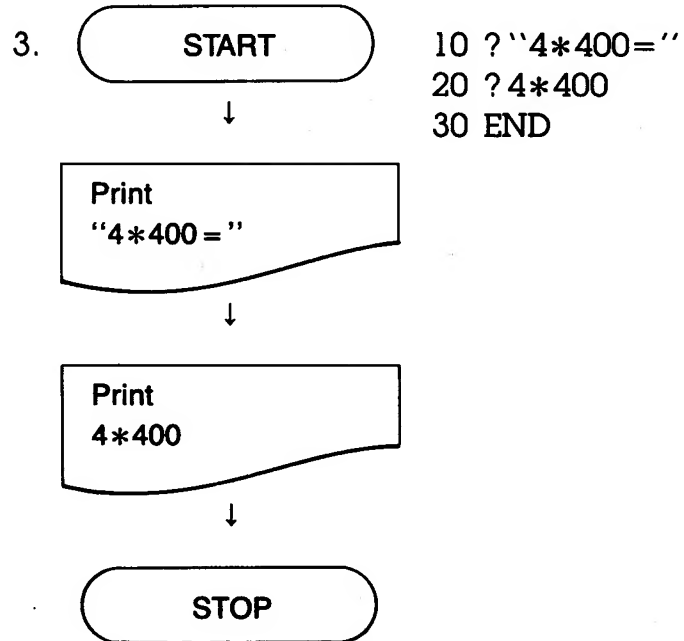 3.
START
10 ?``4*400=''
20 ?4*400
30 END
↓
Print
``4*400=''
↓
Print
4*400
↓
STOP